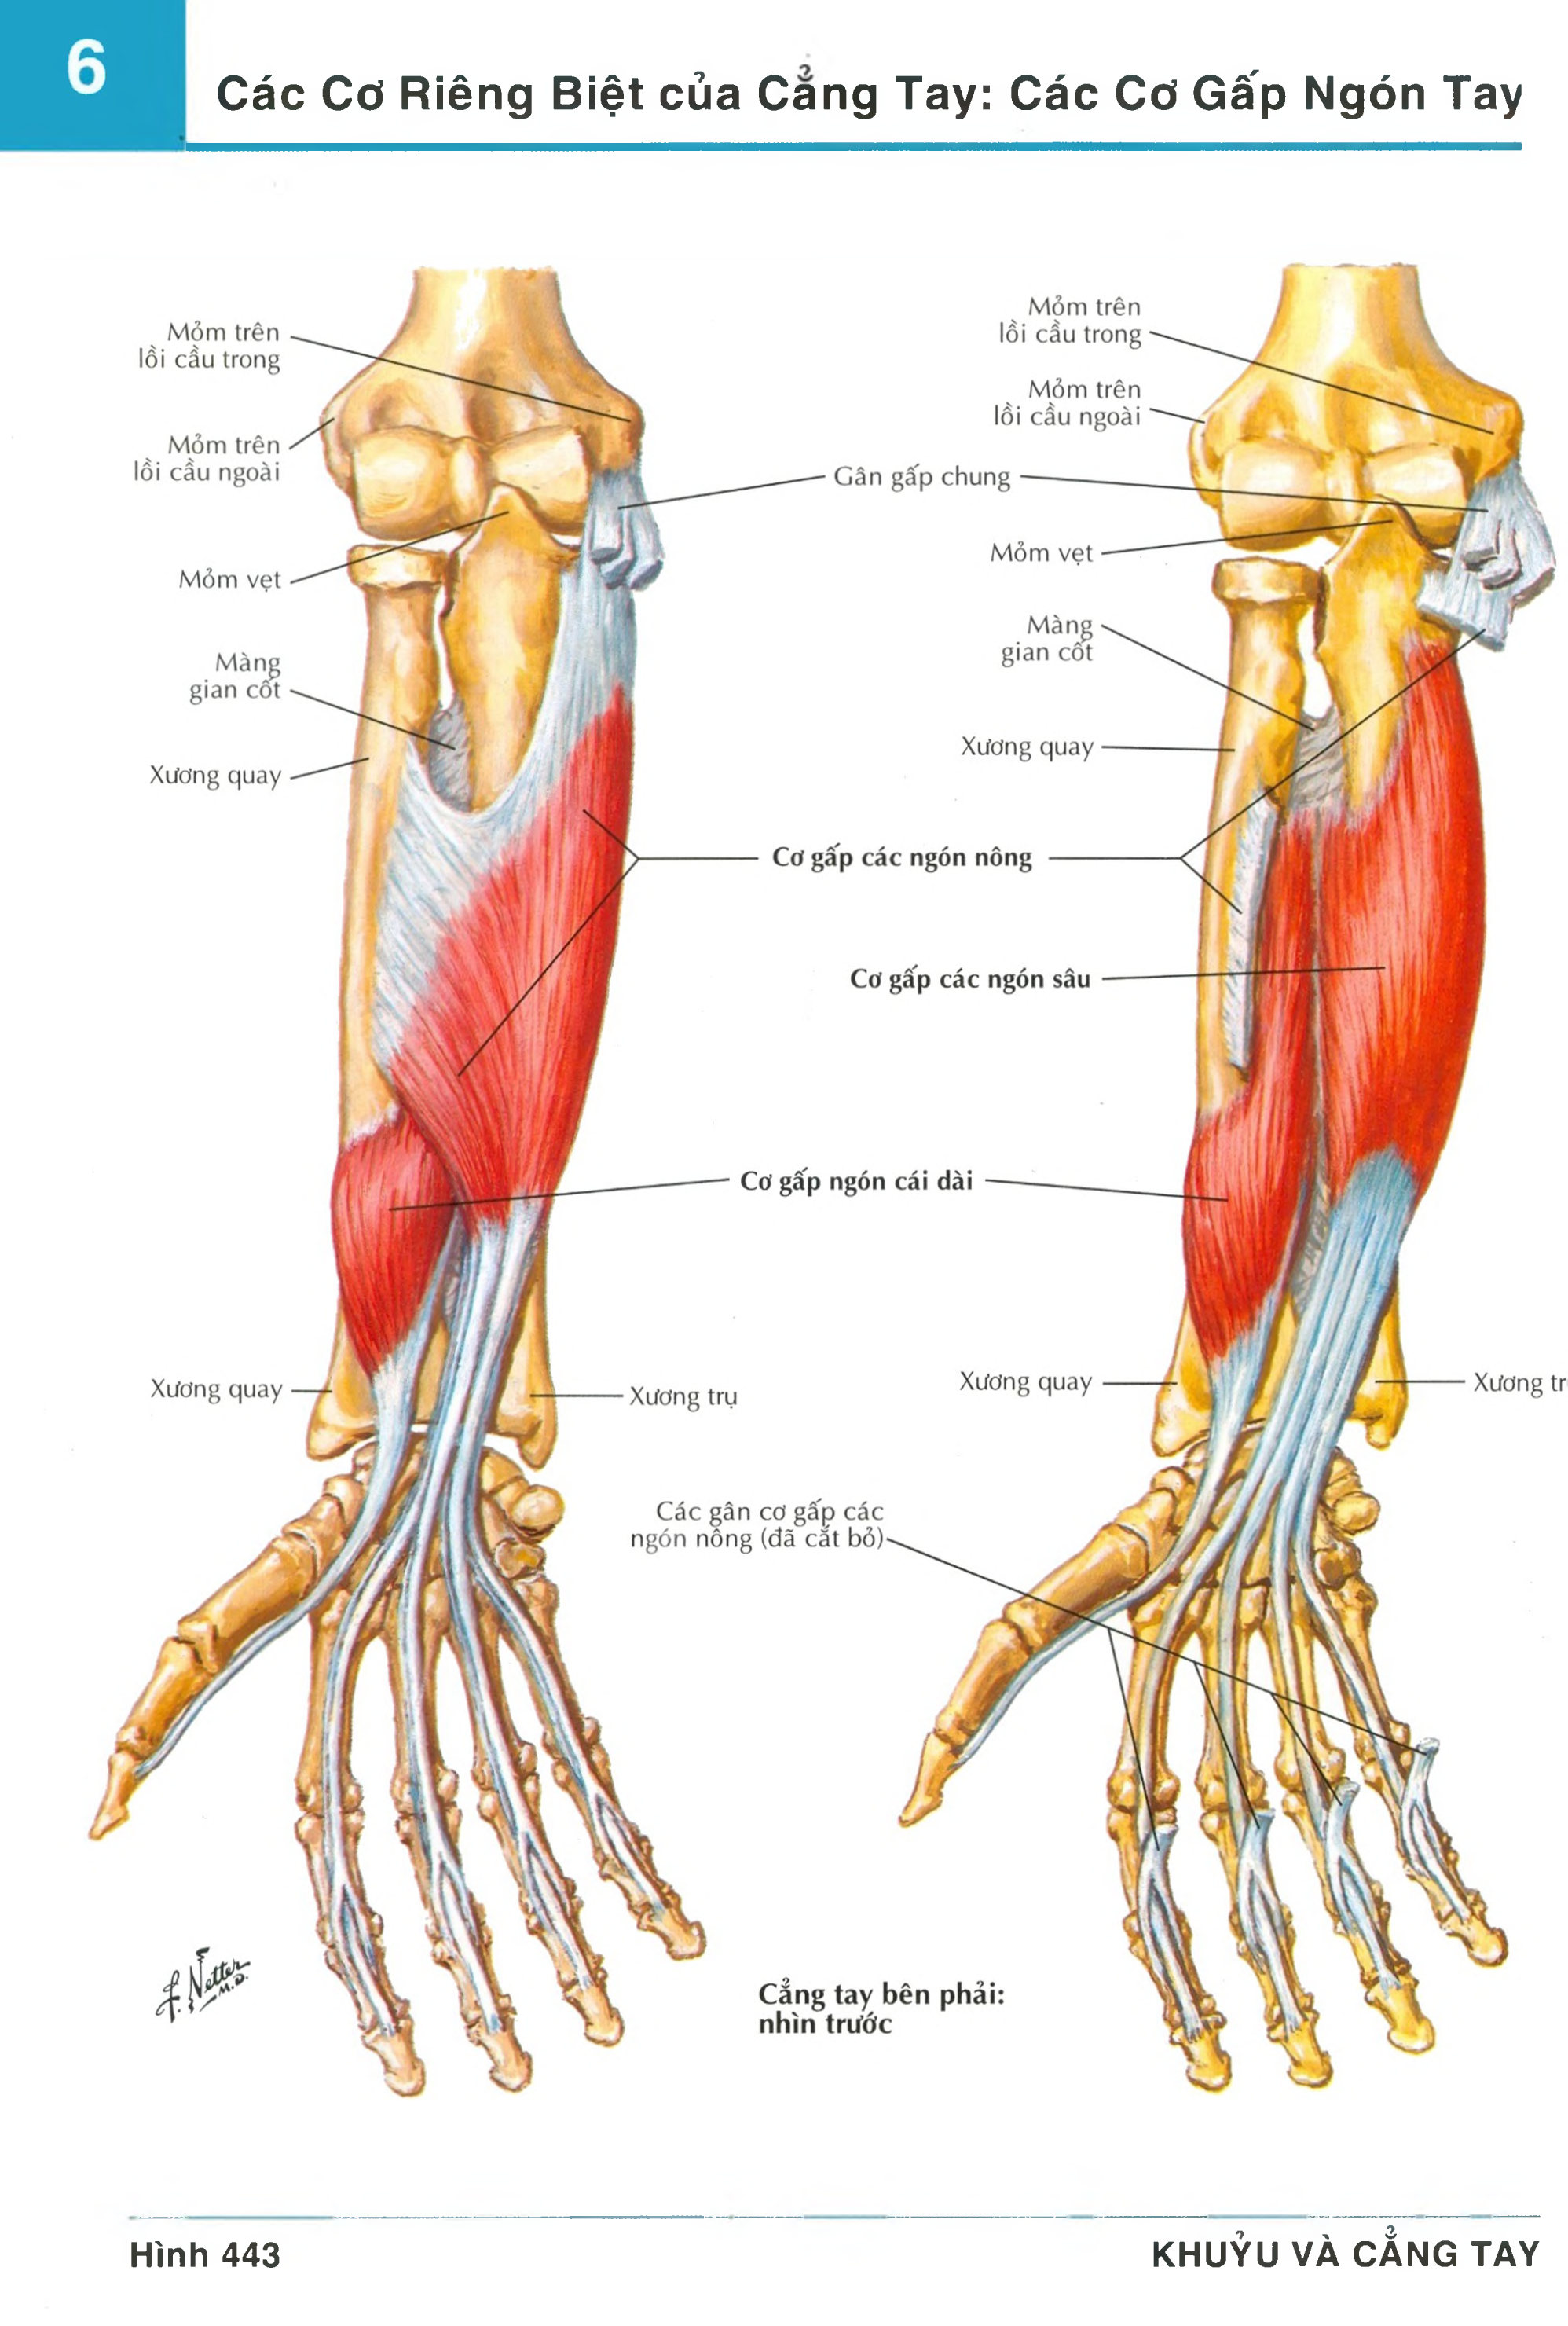 6
Các Cơ Riêng Biệt của Cẳng Tay: Các Cơ Gấp Ngón Tay
Mỏm trên
lồi cầu trong
Mỏm trên
lồi cầu ngoài
Mỏm vẹt
Màng
gian cốt
Xương quay
Mỏm trên
lồi cầu trong
Mỏm trên
lồi cầu ngoài
Gân gấp chung
Mỏm vẹt
Màng
gian cốt
Xương quay
Cơ gấp các ngón nông
Cơ gấp các ngón sâu
Cơ gấp ngón cái dài
Xương quay
Xương trụ
Xương quay
Xương tr
Các gân cơ gấp các
ngón nông (đã cắt bỏ)
F. Netter
M.D.
Cẳng tay bên phải:
nhìn trước
Hình 443
KHUỶU VÀ CẲNG TAY